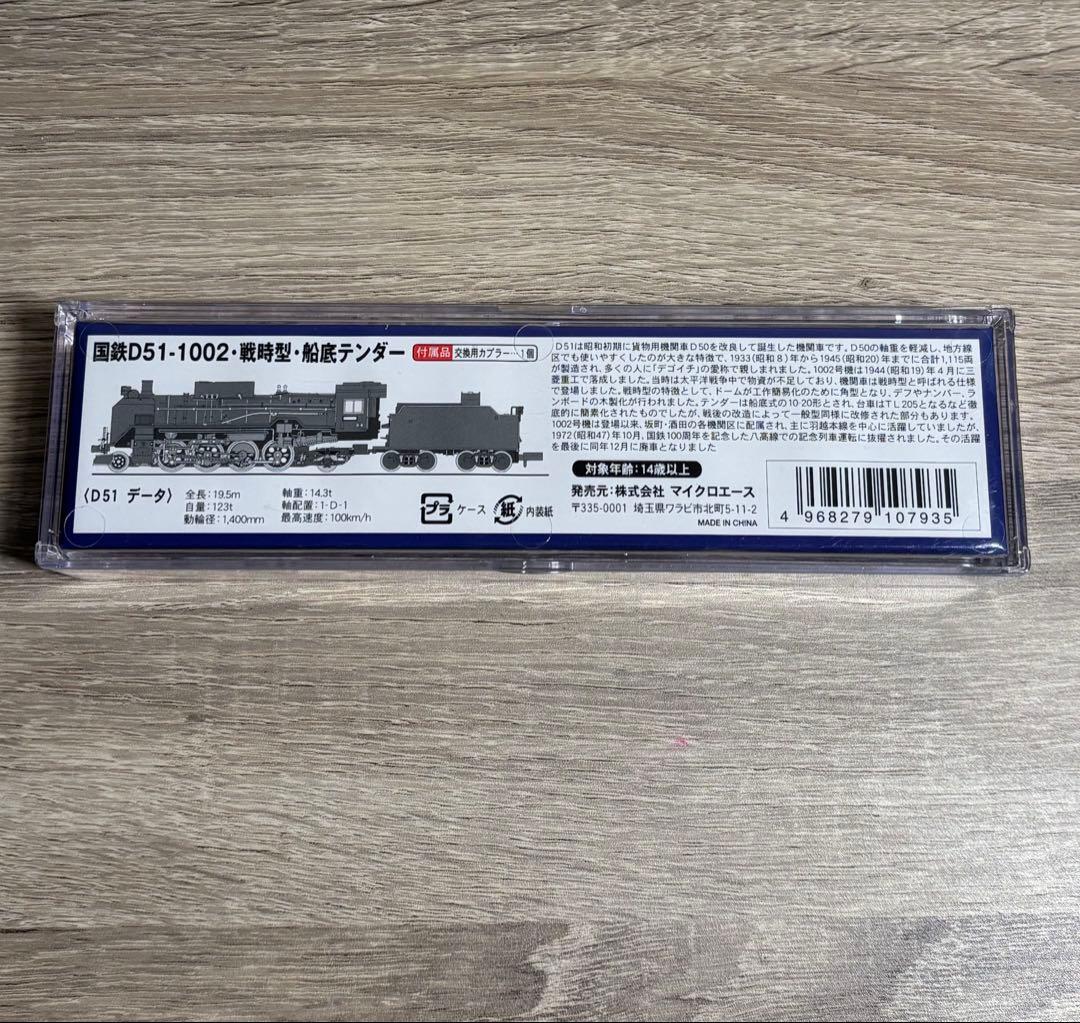 国鉄D51-1002・戦時型・船底テンダー
付属品 交換用カプラー…1個
〈D51 データ〉
全長：19.5m
自量：123t
動輪径：1,400mm
軸重：14.3t
軸配置：1-D-1
最高速度：100km/h
プラ ケース
紙 内装紙
D51は昭和初期に貨物用機関車D50を改良して誕生した機関車です。D50の軸重を軽減し、地方線
区でも使いやすくしたのが大きな特徴で、1933(昭和8)年から1945(昭和20)年までに合計1,115両
が製造され、多くの人に「デゴイチ」の愛称で親しまれました。1002号機は1944(昭和19)年4月に三
菱重工で落成しました。当時は太平洋戦争中で物資が不足しており、機関車は戦時型と呼ばれる仕様
で登場しました。戦時型の特徴として、ドームが工作簡易化のために角型となり、デフやナンバー、ラ
ンボードの木製化が行われました。テンダーは船底式の10-20形とされ、台車はTL205となるなど徹
底的に簡素化されたものでしたが、戦後の改造によって一般型同様に改修された部分もあります。
1002号機は登場以来、坂町・酒田の各機関区に配属され、主に羽越本線を中心に活躍していましたが、
1972(昭和47)年10月、国鉄100周年を記念した八高線での記念列車運転に抜擢されました。その活躍
を最後に同年12月に廃車となりました
対象年齢：14歳以上
発売元：株式会社 マイクロエース
〒335-0001 埼玉県ワラビ市北町5-11-2
MADE IN CHINA
4 968279 107935